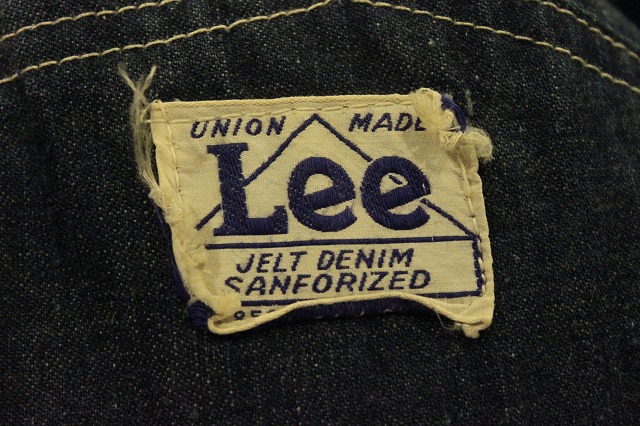 UNION MADE
Lee
JELT DENIM
SANFORIZED